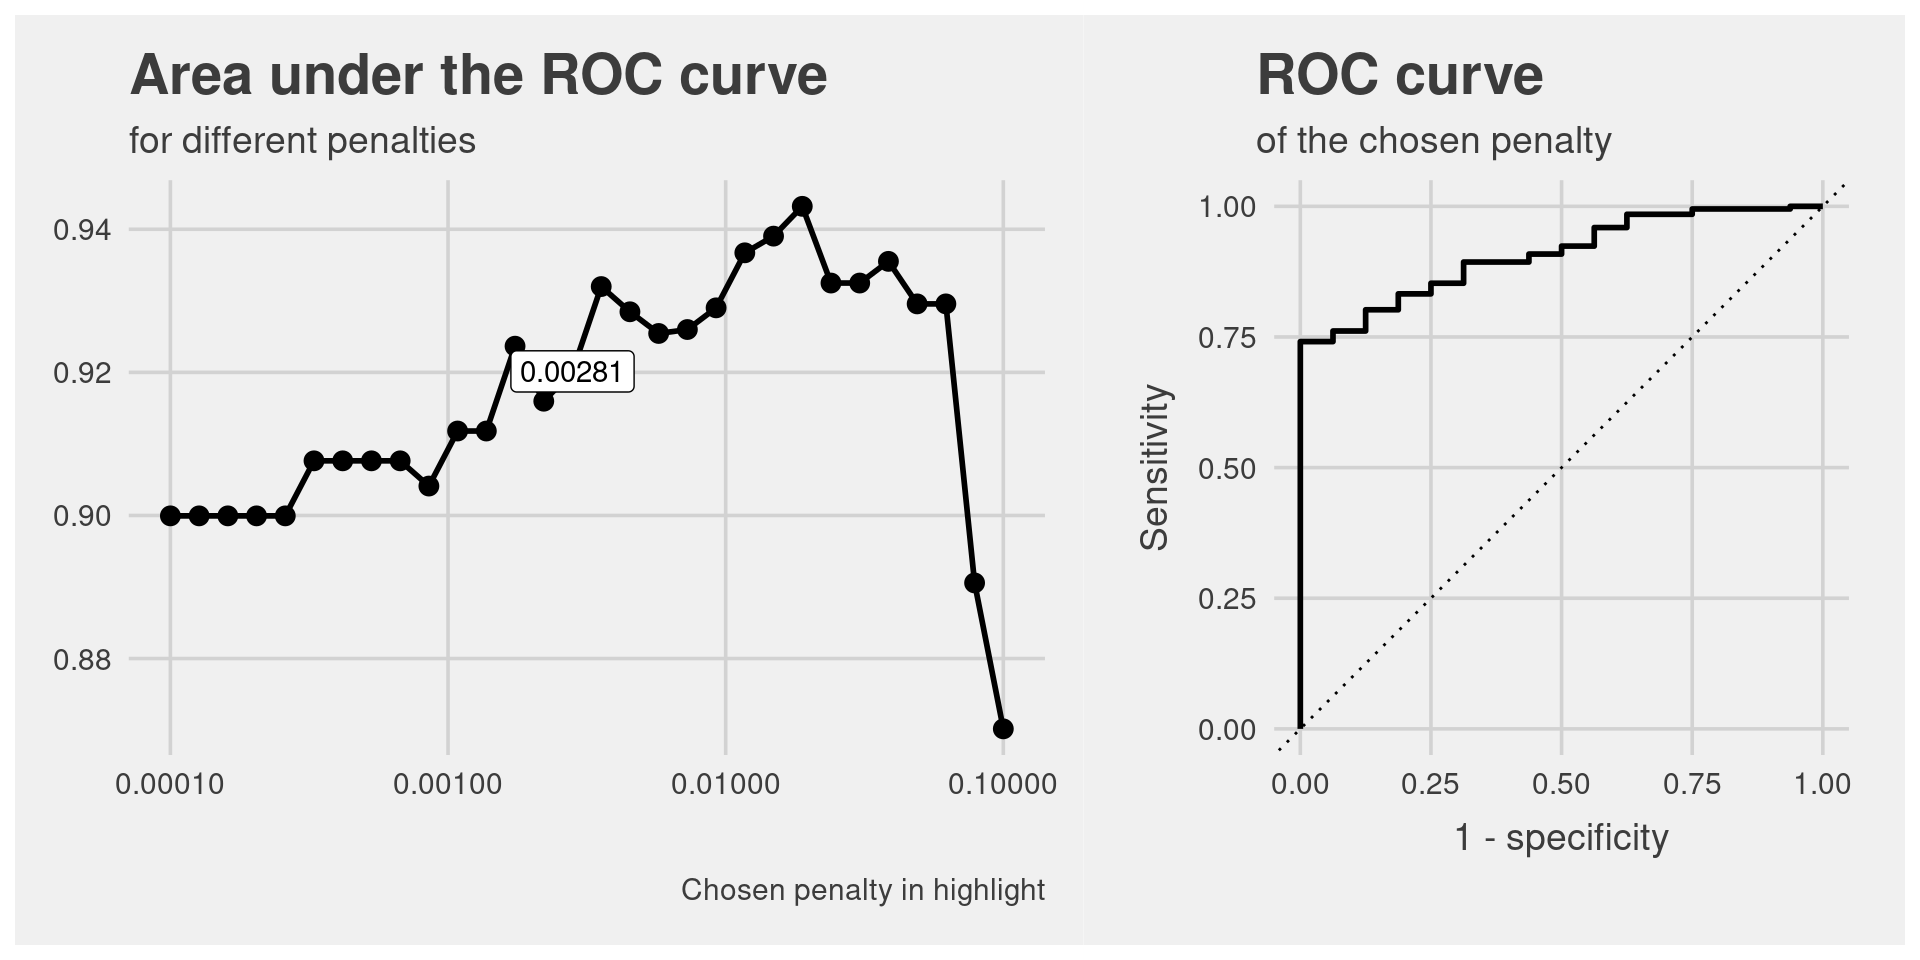 Area under the ROC curve
for different penalties
0.94
0.92
0.90
0.88
0.00281
0.00010 0.00100 0.01000 0.10000
Chosen penalty in highlight
ROC curve
of the chosen penalty
Sensitivity
1.00
0.75
0.50
0.25
0.00
0.00 0.25 0.50 0.75 1.00
1 - specificity